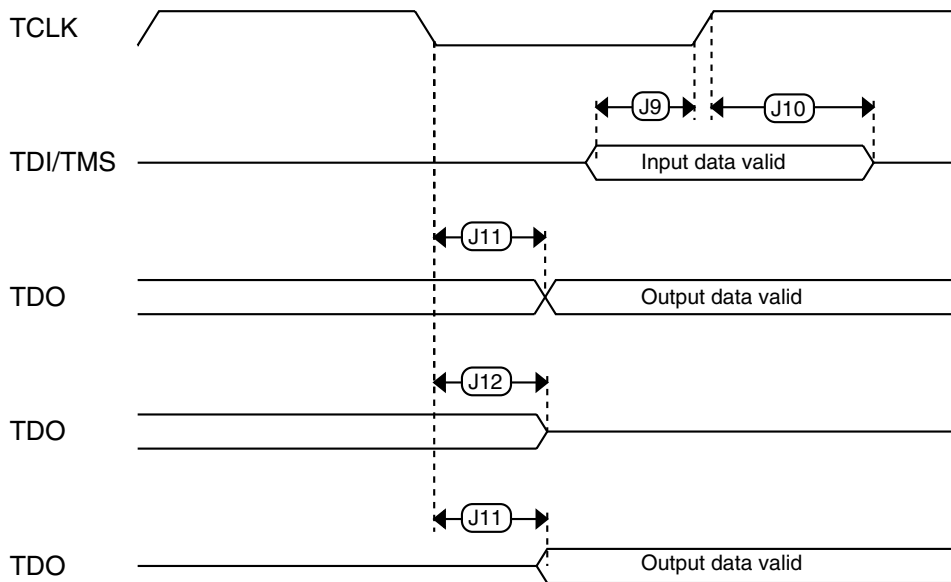 TCLK
J9
J10
TDI/TMS
Input data valid
J11
TDO
Output data valid
J12
TDO
J11
TDO
Output data valid